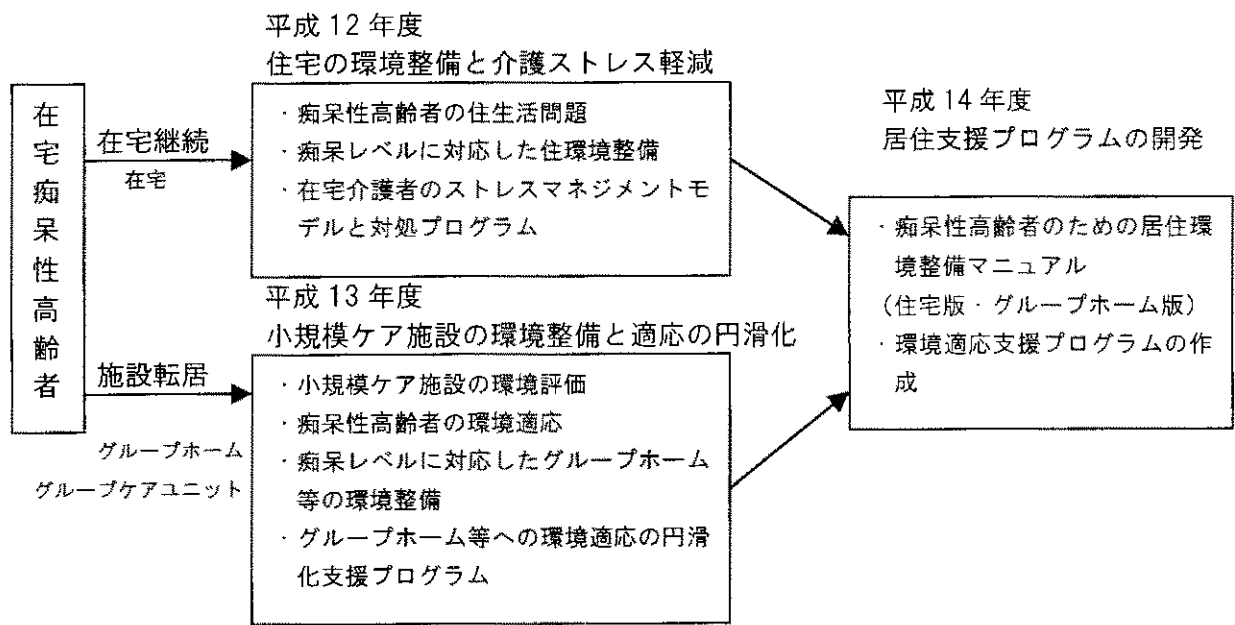 在宅痴呆性高齢者
在宅継続
在宅
施設転居
グループホーム
グループケアユニット
平成 12 年度
住宅の環境整備と介護ストレス軽減
・痴呆性高齢者の住生活問題
・痴呆レベルに対応した住環境整備
・在宅介護者のストレスマネジメントモ
デルと対処プログラム
平成 13 年度
小規模ケア施設の環境整備と適応の円滑化
・小規模ケア施設の環境評価
・痴呆性高齢者の環境適応
・痴呆レベルに対応したグループホーム
等の環境整備
・グループホーム等への環境適応の円滑
化支援プログラム
平成 14 年度
居住支援プログラムの開発
・痴呆性高齢者のための居住環
境整備マニュアル
(住宅版・グループホーム版)
・環境適応支援プログラムの作
成